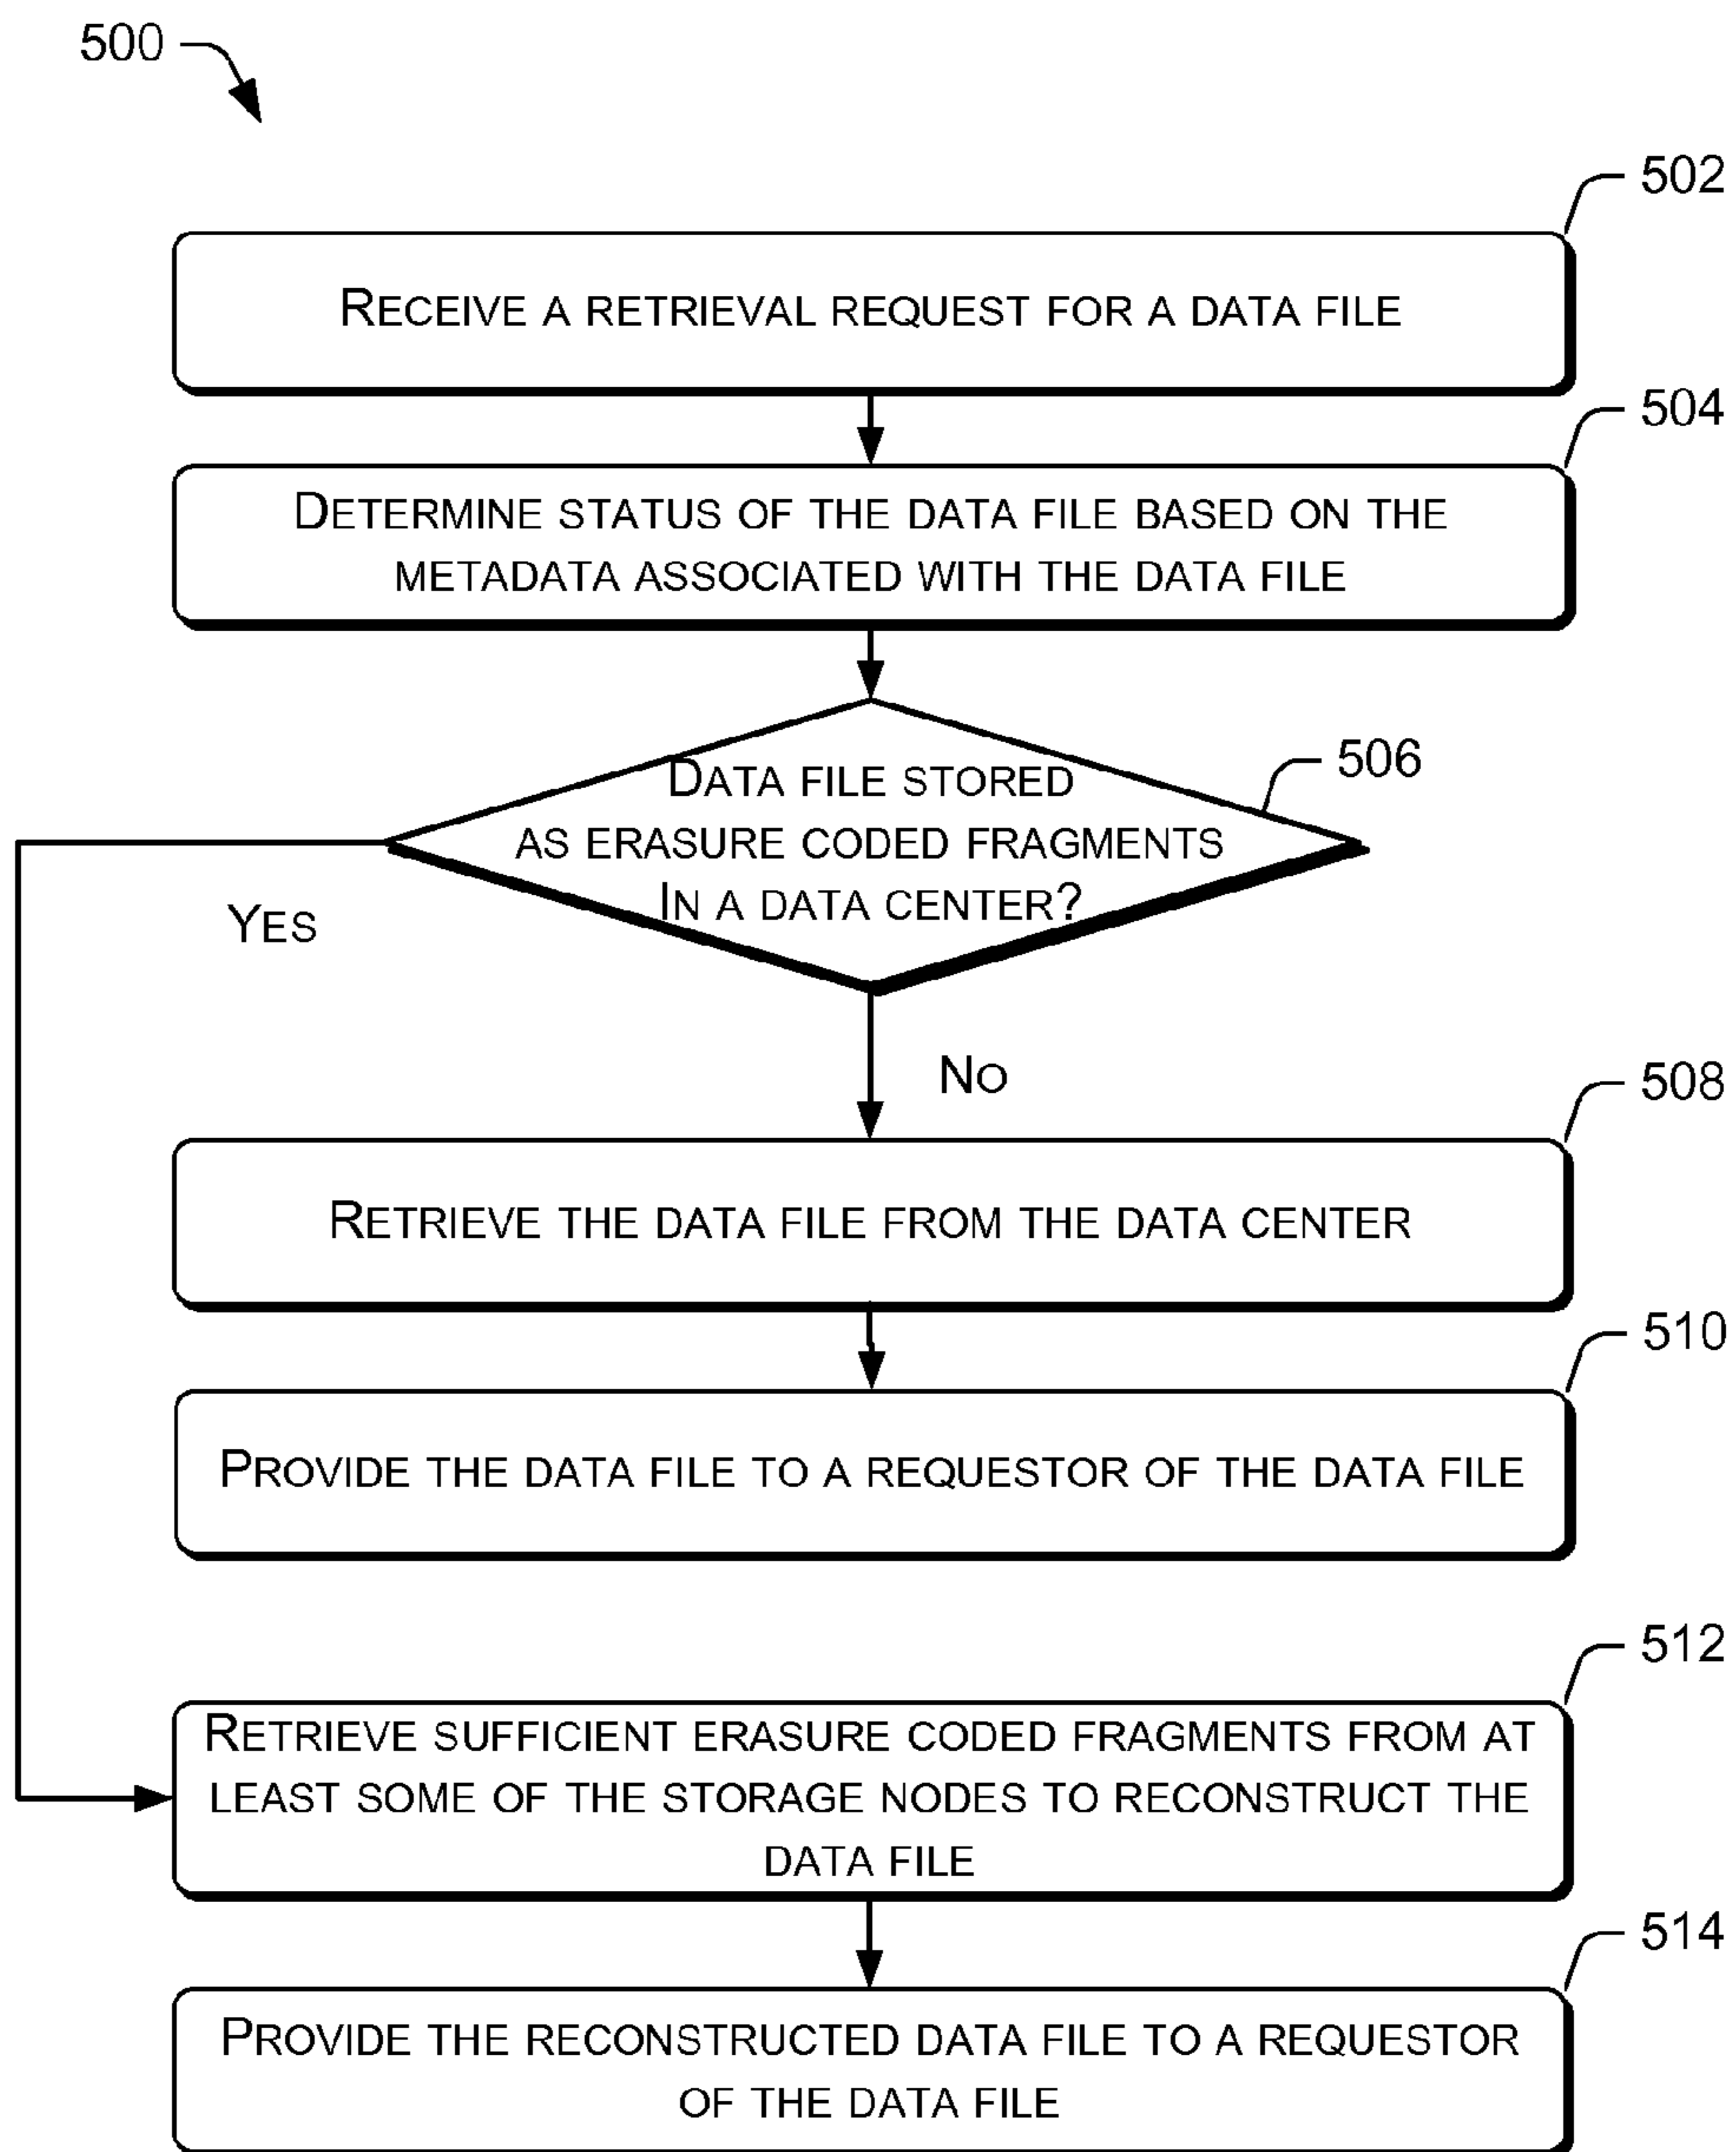 500
502
RECEIVE A RETRIEVAL REQUEST FOR A DATA FILE
504
DETERMINE STATUS OF THE DATA FILE BASED ON THE
METADATA ASSOCIATED WITH THE DATA FILE
506
DATA FILE STORED
AS ERASURE CODED FRAGMENTS
IN A DATA CENTER?
YES
NO
508
RETRIEVE THE DATA FILE FROM THE DATA CENTER
510
PROVIDE THE DATA FILE TO A REQUESTOR OF THE DATA FILE
512
RETRIEVE SUFFICIENT ERASURE CODED FRAGMENTS FROM AT
LEAST SOME OF THE STORAGE NODES TO RECONSTRUCT THE
DATA FILE
514
PROVIDE THE RECONSTRUCTED DATA FILE TO A REQUESTOR
OF THE DATA FILE